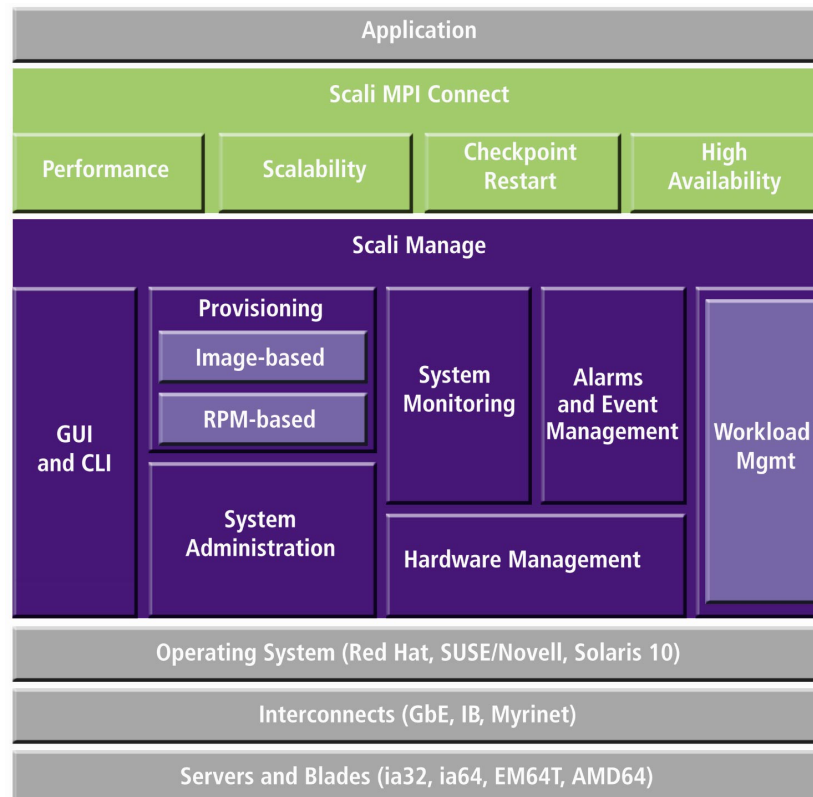 Application
Scali MPI Connect
Performance
Scalability
Checkpoint
Restart
High
Availability
Scali Manage
GUI
and CLI
Provisioning
Image-based
RPM-based
System
Administration
System
Monitoring
Alarms
and Event
Management
Hardware Management
Workload
Mgmt
Operating System (Red Hat, SUSE/Novell, Solaris 10)
Interconnects (GbE, IB, Myrinet)
Servers and Blades (ia32, ia64, EM64T, AMD64)